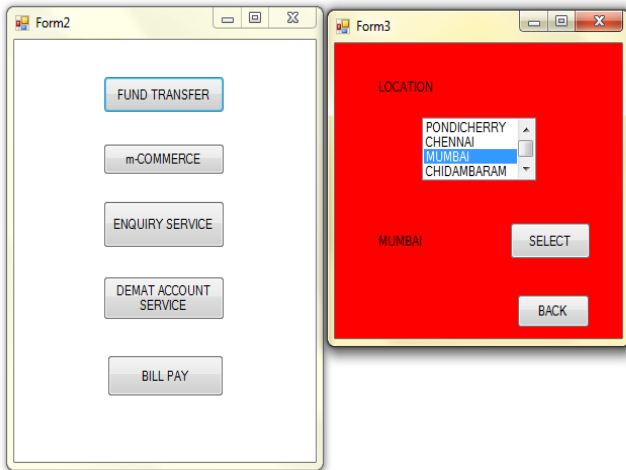 Form2
FUND TRANSFER
m-COMMERCE
ENQUIRY SERVICE
DEMAT ACCOUNT
SERVICE
BILL PAY
Form3
LOCATION
PONDICHERRY
CHENNAI
MUMBAI
CHIDAMBARAM
MUMBAI
SELECT
BACK